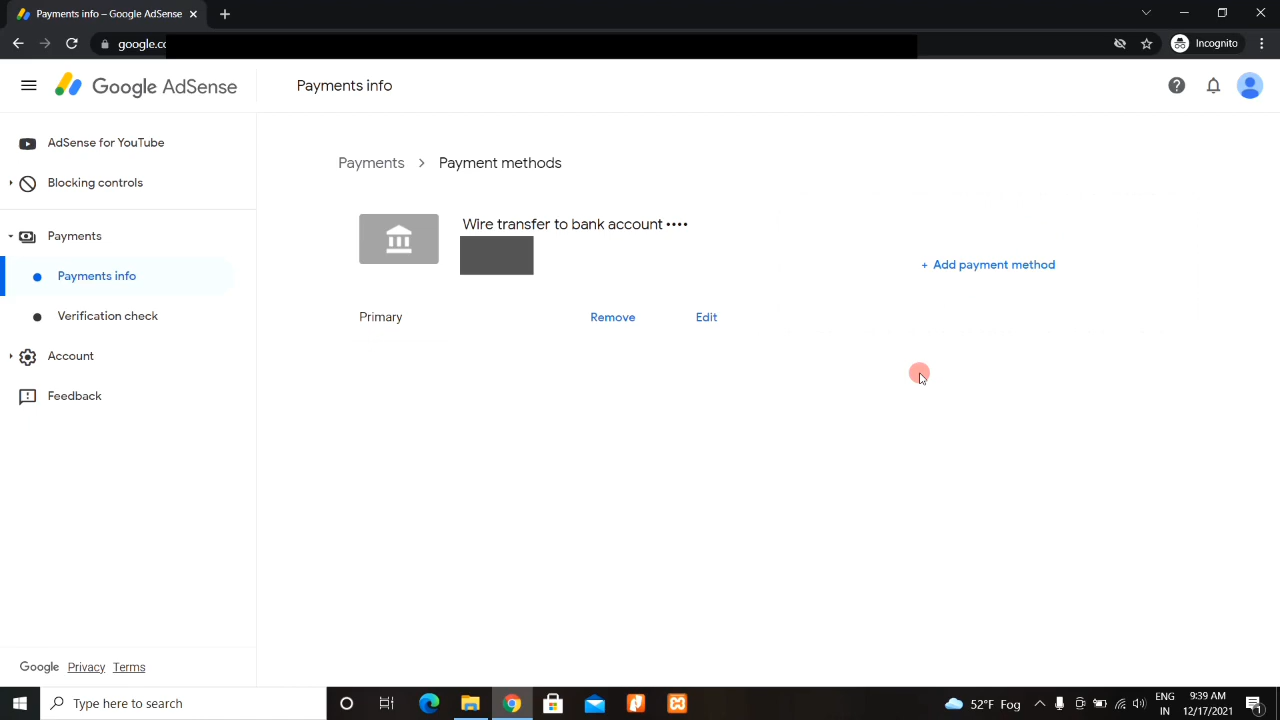 Payments info – Google AdSense
google.co
Incognito
Google AdSense
Payments info
AdSense for YouTube
Blocking controls
Payments
Payments info
Verification check
Account
Feedback
Payments > Payment methods
Wire transfer to bank account ••••
+ Add payment method
Primary
Remove
Edit
Google Privacy Terms
Type here to search
52°F Fog
ENG
IN
9:39 AM
12/17/2021
1